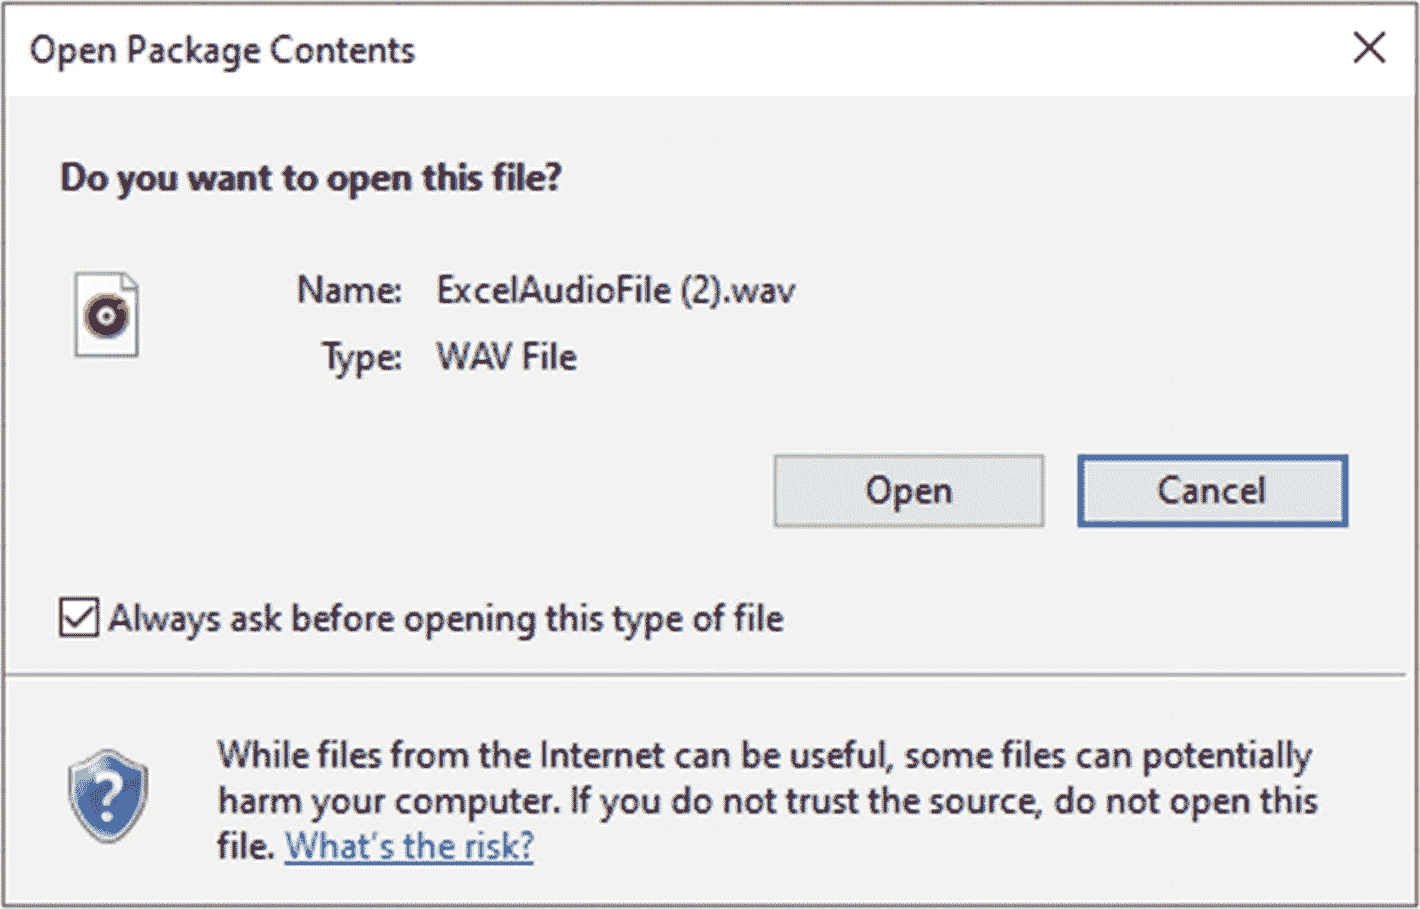 Open Package Contents
Do you want to open this file?
Name: ExcelAudioFile (2).wav
Type: WAV File
Open Cancel
Always ask before opening this type of file
While files from the Internet can be useful, some files can potentially
harm your computer. If you do not trust the source, do not open this
file. What's the risk?